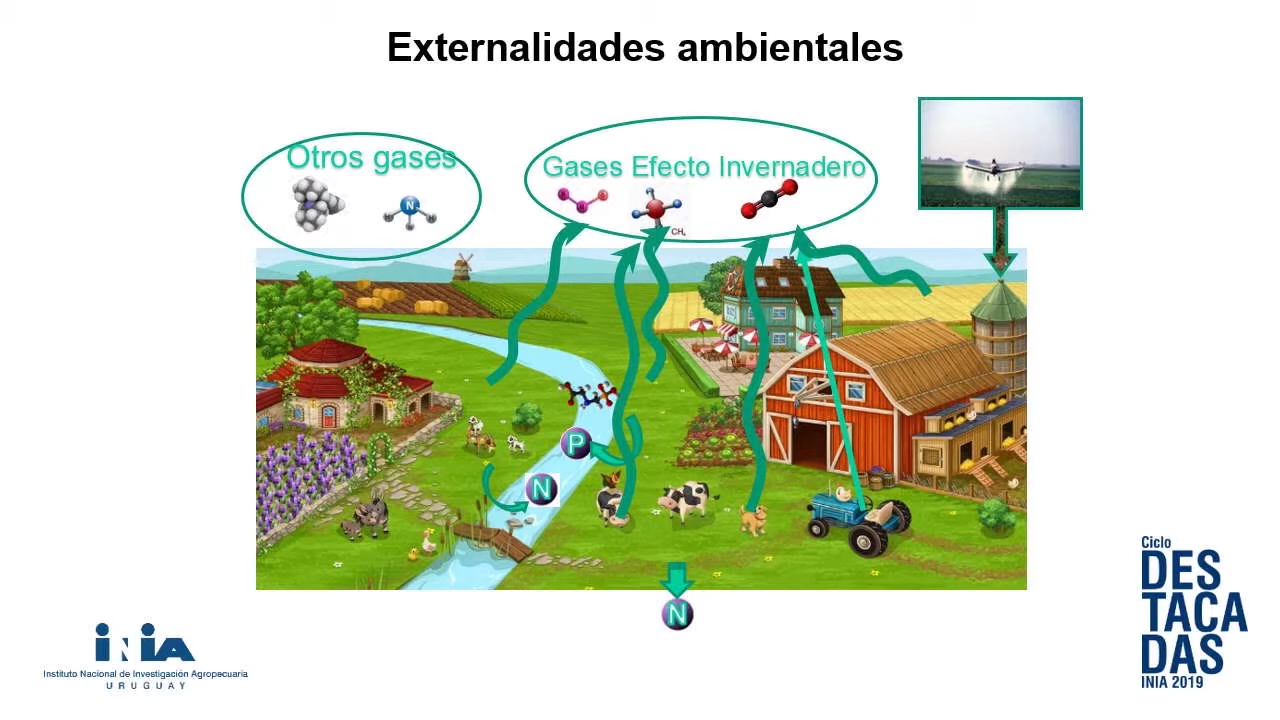 Externalidades ambientales
Otros gases
Gases Efecto Invernadero
N
CH₄
P
N
N
INIA
Instituto Nacional de Investigación Agropecuaria
URUGUAY
Ciclo
DES
TACA
DAS
INIA 2019